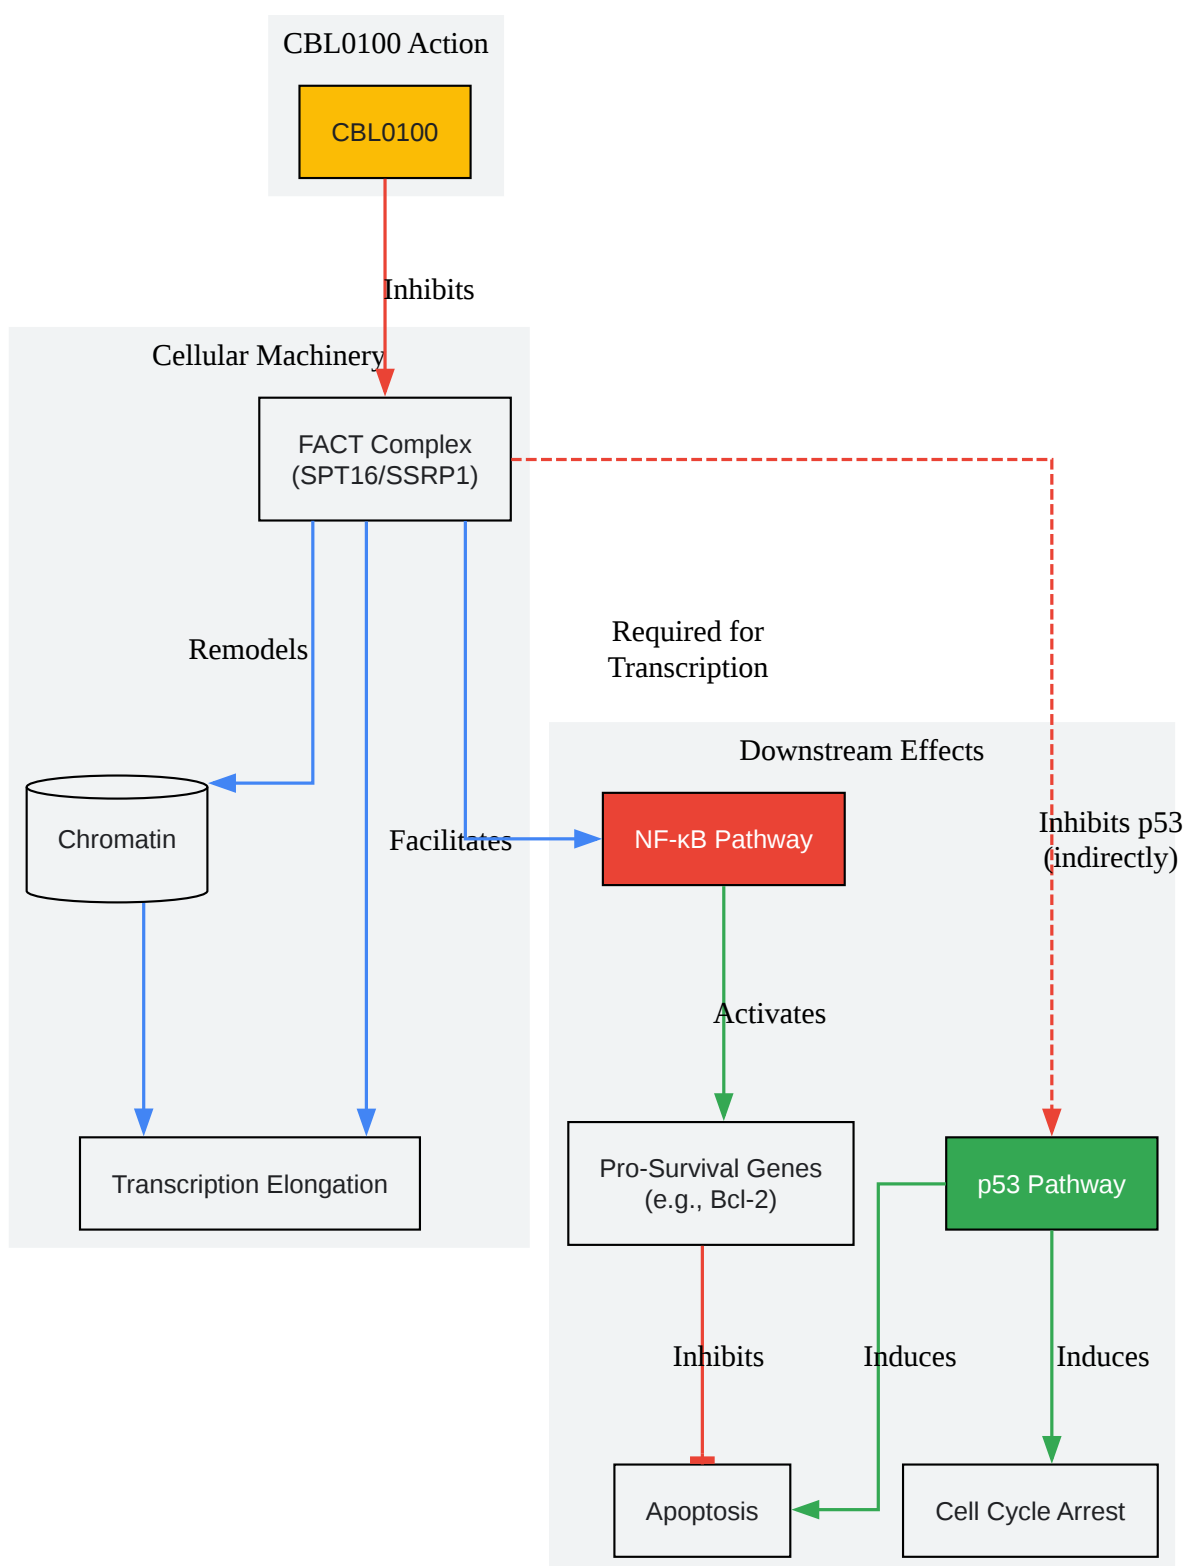 CBL0100 Action
CBL0100
Inhibits
Cellular Machinery
FACT Complex
(SPT16/SSRP1)
Remodels
Required for
Transcription
Downstream Effects
Chromatin
Facilitates
NF-κB Pathway
Inhibits p53
(indirectly)
Activates
Transcription Elongation
Pro-Survival Genes
(e.g., Bcl-2)
p53 Pathway
Inhibits
Induces
Induces
Apoptosis
Cell Cycle Arrest